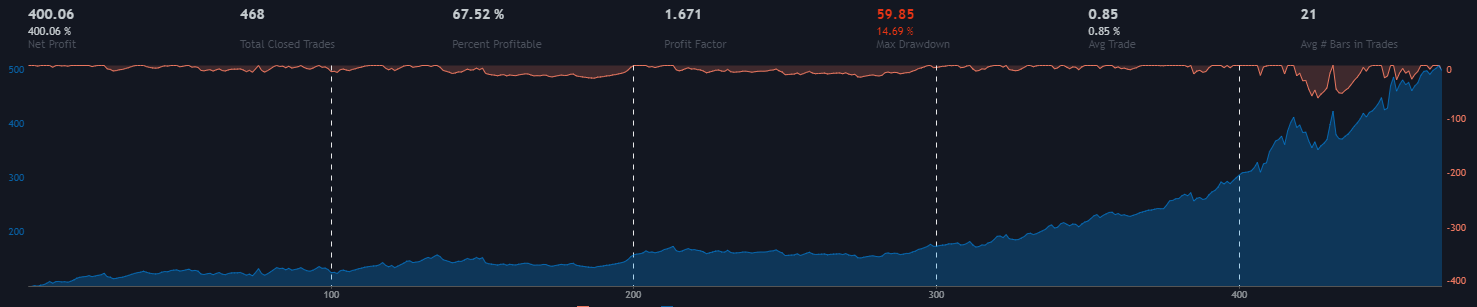 400.06 468 67.52 % 1.671 59.85 0.85 21
400.06 % 14.69 % 0.85 %
Net Profit Total Closed Trades Percent Profitable Profit Factor Max Drawdown Avg Trade Avg # Bars in Trades
500 0
400 -100
300 -200
200 -300
-400
100 200 300 400